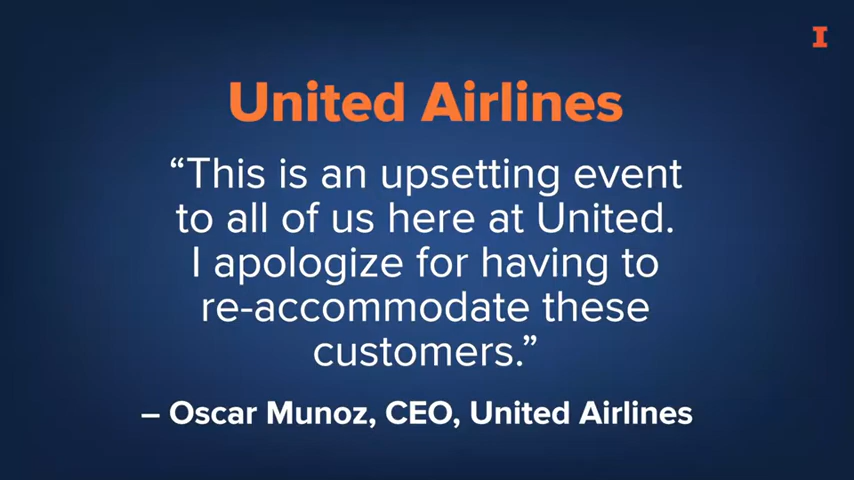 I
United Airlines
“This is an upsetting event
to all of us here at United.
I apologize for having to
re-accommodate these
customers.”
– Oscar Munoz, CEO, United Airlines